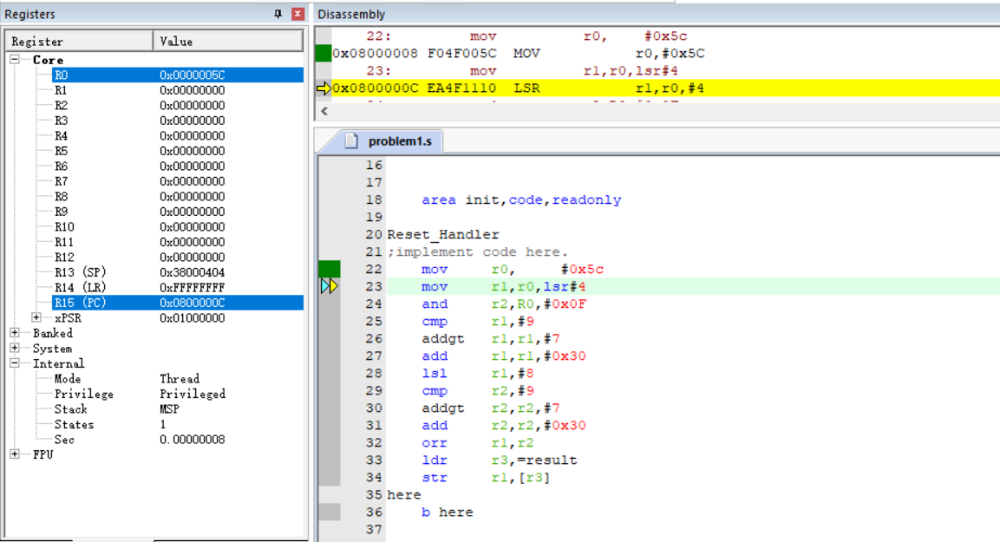 Registers
Register Value
Core
R0 0x0000005C
R1 0x00000000
R2 0x00000000
R3 0x00000000
R4 0x00000000
R5 0x00000000
R6 0x00000000
R7 0x00000000
R8 0x00000000
R9 0x00000000
R10 0x00000000
R11 0x00000000
R12 0x00000000
R13 (SP) 0x38000404
R14 (LR) 0xFFFFFFFF
R15 (PC) 0x0800000C
xPSR 0x01000000
Banked
System
Internal
Mode Thread
Privilege Privileged
Stack MSP
States 1
Sec 0.00000008
FPU
Disassembly
22: mov r0, #0x5c
0x08000008 F04F005C MOV r0,#0x5C
23: mov r1,r0,lsr#4
0x0800000C EA4F1110 LSR r1,r0,#4
problem1.s
16
17
18 area init,code,readonly
19
20 Reset_Handler
21 ;implement code here.
22 mov r0, #0x5c
23 mov r1,r0,lsr#4
24 and r2,R0,#0x0F
25 cmp r1,#9
26 addgt r1,r1,#7
27 add r1,r1,#0x30
28 lsl r1,#8
29 cmp r2,#9
30 addgt r2,r2,#7
31 add r2,r2,#0x30
32 orr r1,r2
33 ldr r3,=result
34 str r1,[r3]
35 here
36 b here
37